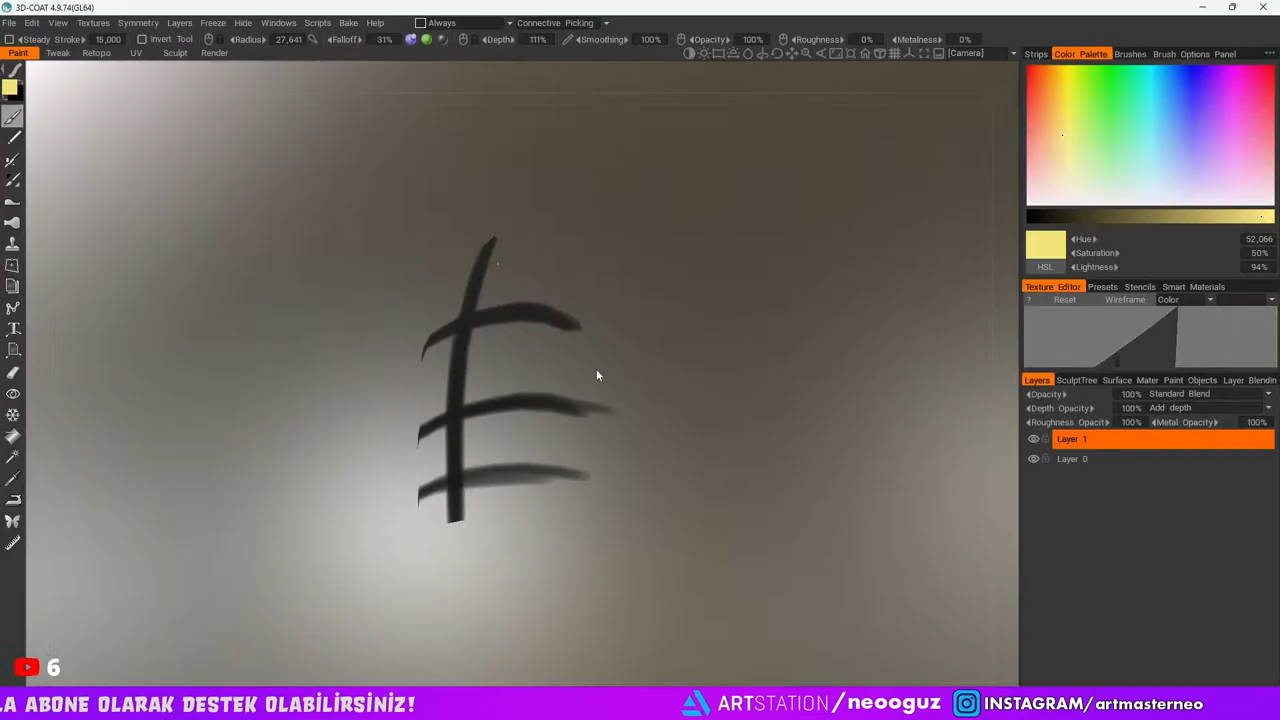 3D-COAT 4.9.74(GL64)
File Edit View Textures Symmetry Layers Freeze Hide Windows Scripts Bake Help Always Connective Picking
Steady Stroke 15,000 Invert Tool Radius 27,641 Falloff 31% Depth 111% Smoothing 100% Opacity 100% Roughness 0% Metalness 0%
Paint Tweak Retopo UV Sculpt Render [Camera]
Strips Color Palette Brushes Brush Options Panel
Hue 52,066
Saturation 50%
HSL Lightness 94%
Texture Editor Presets Stencils Smart Materials
? Reset Wireframe Color
Layers SculptTree Surface Mater Paint Objects Layer Blendin
Opacity 100% Standard Blend
Depth Opacity 100% Add depth
Roughness Opacit 100% Metal Opacity 100%
Layer 1
Layer 0
6
LA ABONE OLARAK DESTEK OLABİLİRSİNİZ! ARTSTATION/neooguz INSTAGRAM/artmasterneo